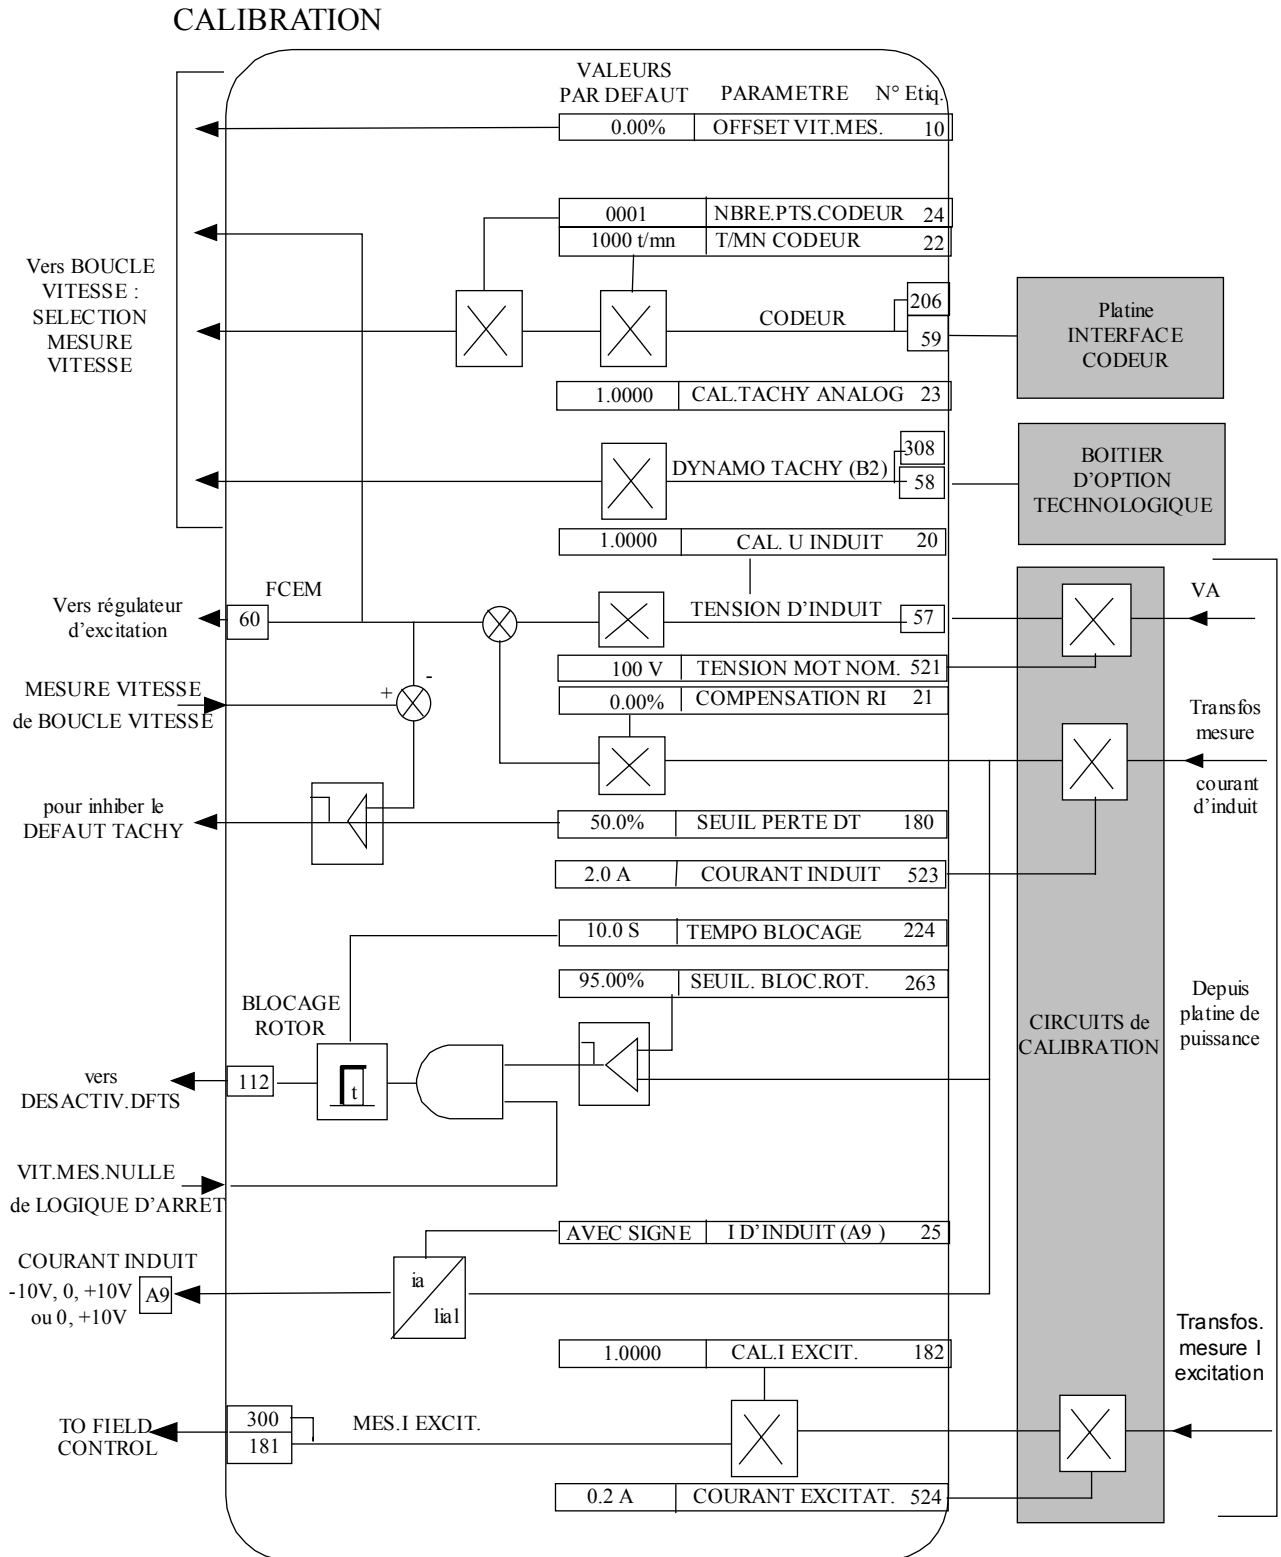 CALIBRATION
VALEURS
PAR DEFAUT PARAMETRE N° Etiq.
0.00% OFFSET VIT.MES. 10
0001 NBRE.PTS.CODEUR 24
1000 t/mn T/MN CODEUR 22
Vers BOUCLE
VITESSE :
SELECTION
MESURE
VITESSE
CODEUR
206
59
Platine
INTERFACE
CODEUR
1.0000 CAL.TACHY ANALOG 23
DYNAMO TACHY (B2)
308
58
BOITIER
D'OPTION
TECHNOLOGIQUE
1.0000 CAL. U INDUIT 20
Vers régulateur
d'excitation
60
FCEM
TENSION D'INDUIT
57
VA
100 V TENSION MOT NOM. 521
0.00% COMPENSATION RI 21
MESURE VITESSE
de BOUCLE VITESSE
+
-
Transfos
mesure
courant
d'induit
pour inhiber le
DEFAUT TACHY
50.0% SEUIL PERTE DT 180
2.0 A COURANT INDUIT 523
10.0 S TEMPO BLOCAGE 224
95.00% SEUIL. BLOC.ROT. 263
BLOCAGE
ROTOR
t
CIRCUITS de
CALIBRATION
Depuis
platine de
puissance
vers
DESACTIV.DFTS
112
VIT.MES.NULLE
de LOGIQUE D'ARRET
AVEC SIGNE I D'INDUIT (A9 ) 25
COURANT INDUIT
-10V, 0, +10V
ou 0, +10V
A9
ia
lial
1.0000 CAL.I EXCIT. 182
Transfos.
mesure I
excitation
TO FIELD
CONTROL
300
181
MES.I EXCIT.
0.2 A COURANT EXCITAT. 524